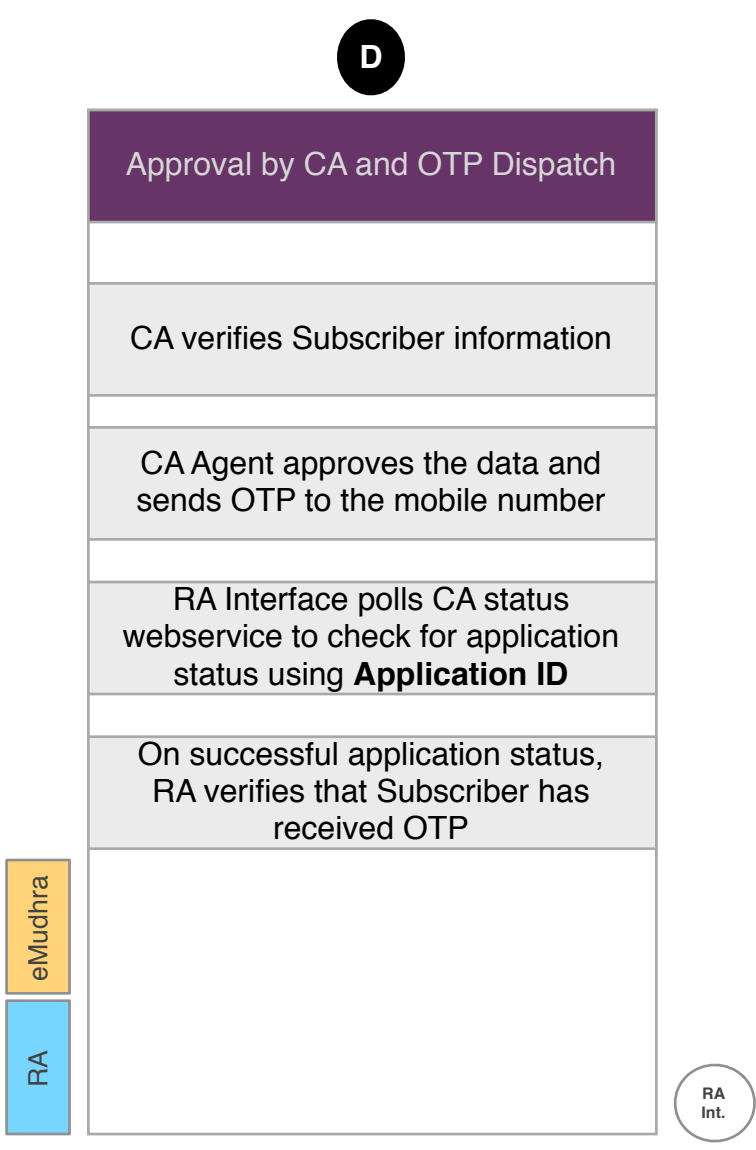 D
Approval by CA and OTP Dispatch
CA verifies Subscriber information
CA Agent approves the data and
sends OTP to the mobile number
RA Interface polls CA status
webservice to check for application
status using Application ID
On successful application status,
RA verifies that Subscriber has
received OTP
eMudhra
RA
RA
Int.